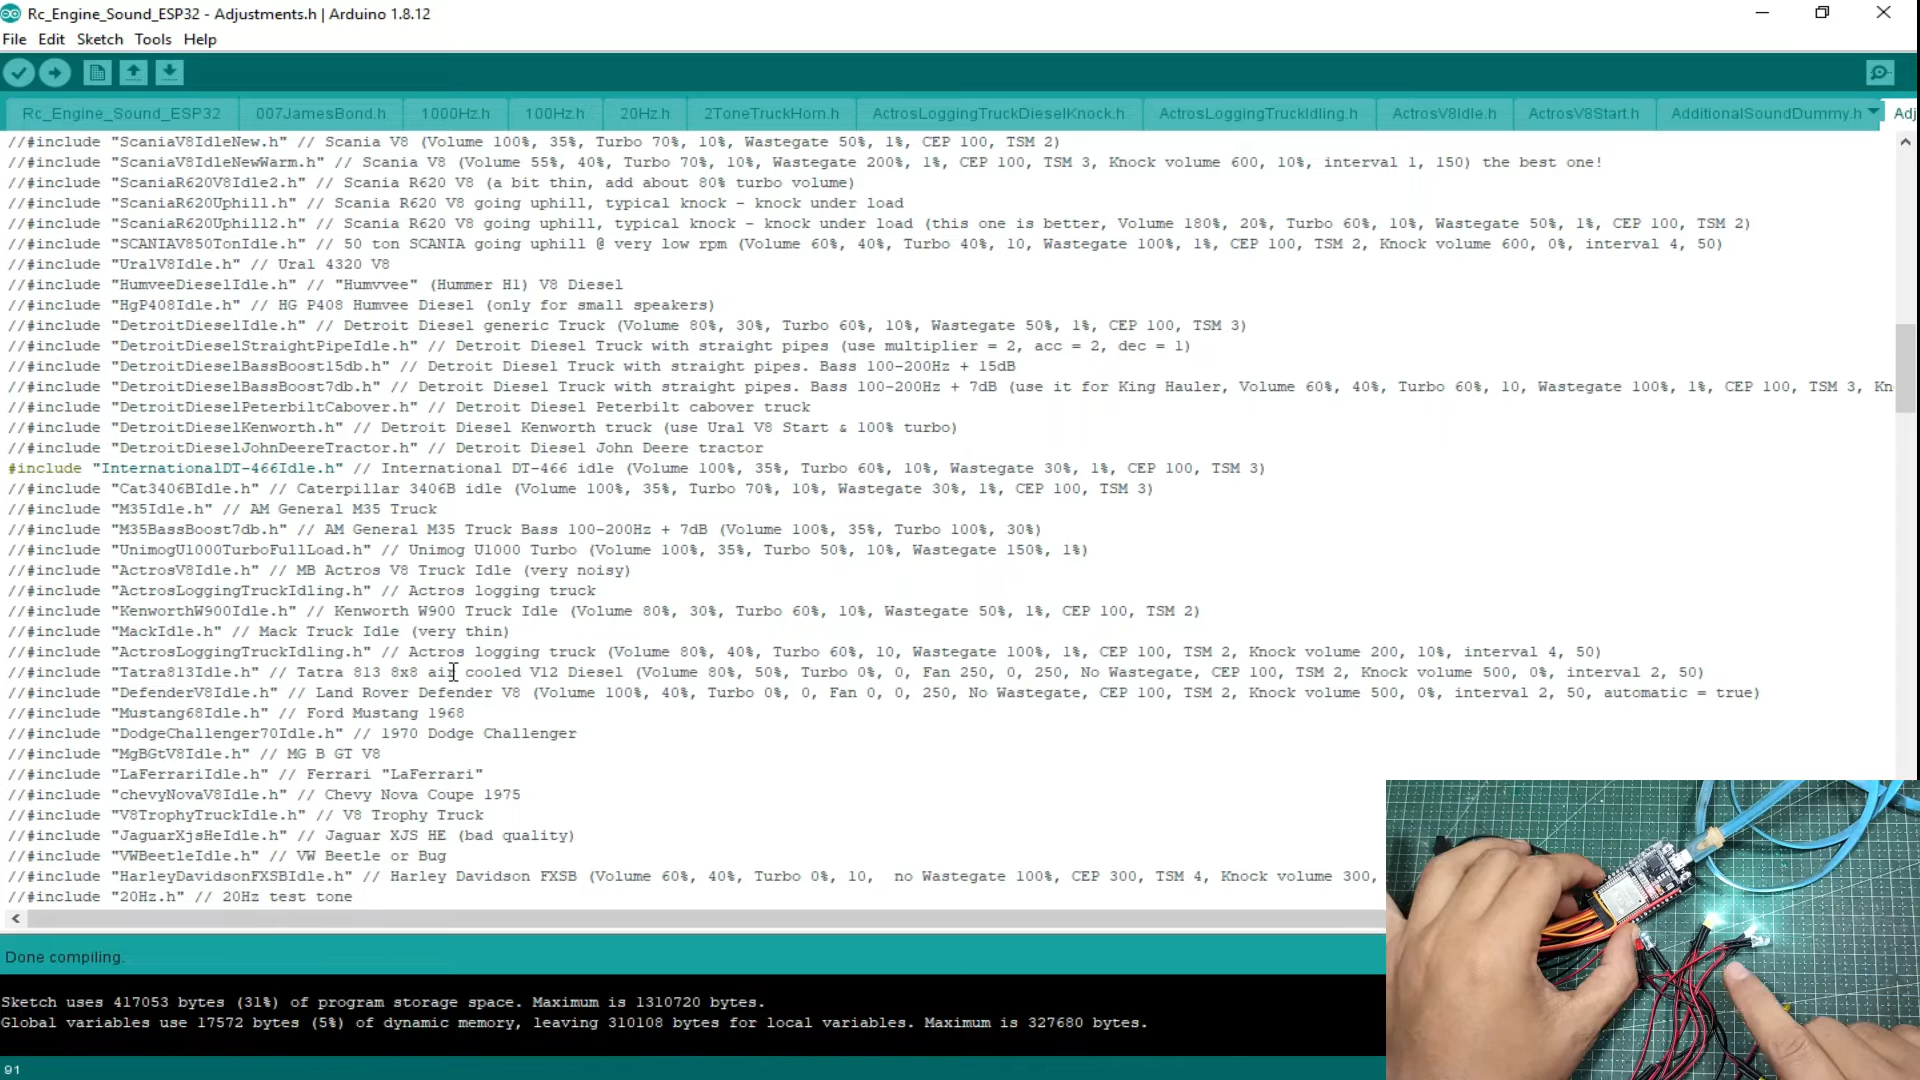 Rc_Engine_Sound_ESP32 - Adjustments.h | Arduino 1.8.12
File Edit Sketch Tools Help
Rc_Engine_Sound_ESP32 007JamesBond.h 1000Hz.h 100Hz.h 20Hz.h 2ToneTruckHorn.h ActrosLoggingTruckDieselKnock.h ActrosLoggingTruckIdling.h ActrosV8Idle.h ActrosV8Start.h AdditionalSoundDummy.h Adj
//#include "ScaniaV8IdleNew.h" // Scania V8 (Volume 100%, 35%, Turbo 70%, 10%, Wastegate 50%, 1%, CEP 100, TSM 2)
//#include "ScaniaV8IdleNewWarm.h" // Scania V8 (Volume 55%, 40%, Turbo 70%, 10%, Wastegate 200%, 1%, CEP 100, TSM 3, Knock volume 600, 10%, interval 1, 150) the best one!
//#include "ScaniaR620V8Idle2.h" // Scania R620 V8 (a bit thin, add about 80% turbo volume)
//#include "ScaniaR620Uphill.h" // Scania R620 V8 going uphill, typical knock - knock under load
//#include "ScaniaR620Uphill2.h" // Scania R620 V8 going uphill, typical knock - knock under load (this one is better, Volume 180%, 20%, Turbo 60%, 10%, Wastegate 50%, 1%, CEP 100, TSM 2)
//#include "SCANIAV850TonIdle.h" // 50 ton SCANIA going uphill @ very low rpm (Volume 60%, 40%, Turbo 40%, 10, Wastegate 100%, 1%, CEP 100, TSM 2, Knock volume 600, 0%, interval 4, 50)
//#include "UralV8Idle.h" // Ural 4320 V8
//#include "HumveeDieselIdle.h" // "Humvvee" (Hummer H1) V8 Diesel
//#include "HgP408Idle.h" // HG P408 Humvee Diesel (only for small speakers)
//#include "DetroitDieselIdle.h" // Detroit Diesel generic Truck (Volume 80%, 30%, Turbo 60%, 10%, Wastegate 50%, 1%, CEP 100, TSM 3)
//#include "DetroitDieselStraightPipeIdle.h" // Detroit Diesel Truck with straight pipes (use multiplier = 2, acc = 2, dec = 1)
//#include "DetroitDieselBassBoost15db.h" // Detroit Diesel Truck with straight pipes. Bass 100-200Hz + 15dB
//#include "DetroitDieselBassBoost7db.h" // Detroit Diesel Truck with straight pipes. Bass 100-200Hz + 7dB (use it for King Hauler, Volume 60%, 40%, Turbo 60%, 10, Wastegate 100%, 1%, CEP 100, TSM 3, Kn
//#include "DetroitDieselPeterbiltCabover.h" // Detroit Diesel Peterbilt cabover truck
//#include "DetroitDieselKenworth.h" // Detroit Diesel Kenworth truck (use Ural V8 Start & 100% turbo)
//#include "DetroitDieselJohnDeereTractor.h" // Detroit Diesel John Deere tractor
#include "InternationalDT-466Idle.h" // International DT-466 idle (Volume 100%, 35%, Turbo 60%, 10%, Wastegate 30%, 1%, CEP 100, TSM 3)
//#include "Cat3406BIdle.h" // Caterpillar 3406B idle (Volume 100%, 35%, Turbo 70%, 10%, Wastegate 30%, 1%, CEP 100, TSM 3)
//#include "M35Idle.h" // AM General M35 Truck
//#include "M35BassBoost7db.h" // AM General M35 Truck Bass 100-200Hz + 7dB (Volume 100%, 35%, Turbo 100%, 30%)
//#include "UnimogU1000TurboFullLoad.h" // Unimog U1000 Turbo (Volume 100%, 35%, Turbo 50%, 10%, Wastegate 150%, 1%)
//#include "ActrosV8Idle.h" // MB Actros V8 Truck Idle (very noisy)
//#include "ActrosLoggingTruckIdling.h" // Actros logging truck
//#include "KenworthW900Idle.h" // Kenworth W900 Truck Idle (Volume 80%, 30%, Turbo 60%, 10%, Wastegate 50%, 1%, CEP 100, TSM 2)
//#include "MackIdle.h" // Mack Truck Idle (very thin)
//#include "ActrosLoggingTruckIdling.h" // Actros logging truck (Volume 80%, 40%, Turbo 60%, 10, Wastegate 100%, 1%, CEP 100, TSM 2, Knock volume 200, 10%, interval 4, 50)
//#include "Tatra813Idle.h" // Tatra 813 8x8 air cooled V12 Diesel (Volume 80%, 50%, Turbo 0%, 0, Fan 250, 0, 250, No Wastegate, CEP 100, TSM 2, Knock volume 500, 0%, interval 2, 50)
//#include "DefenderV8Idle.h" // Land Rover Defender V8 (Volume 100%, 40%, Turbo 0%, 0, Fan 0, 0, 250, No Wastegate, CEP 100, TSM 2, Knock volume 500, 0%, interval 2, 50, automatic = true)
//#include "Mustang68Idle.h" // Ford Mustang 1968
//#include "DodgeChallenger70Idle.h" // 1970 Dodge Challenger
//#include "MgBGtV8Idle.h" // MG B GT V8
//#include "LaFerrariIdle.h" // Ferrari "LaFerrari"
//#include "chevyNovaV8Idle.h" // Chevy Nova Coupe 1975
//#include "V8TrophyTruckIdle.h" // V8 Trophy Truck
//#include "JaguarXjsHeIdle.h" // Jaguar XJS HE (bad quality)
//#include "VWBeetleIdle.h" // VW Beetle or Bug
//#include "HarleyDavidsonFXSBIdle.h" // Harley Davidson FXSB (Volume 60%, 40%, Turbo 0%, 10,  no Wastegate 100%, CEP 300, TSM 4, Knock volume 300,
//#include "20Hz.h" // 20Hz test tone
Done compiling.
Sketch uses 417053 bytes (31%) of program storage space. Maximum is 1310720 bytes.
Global variables use 17572 bytes (5%) of dynamic memory, leaving 310108 bytes for local variables. Maximum is 327680 bytes.
91